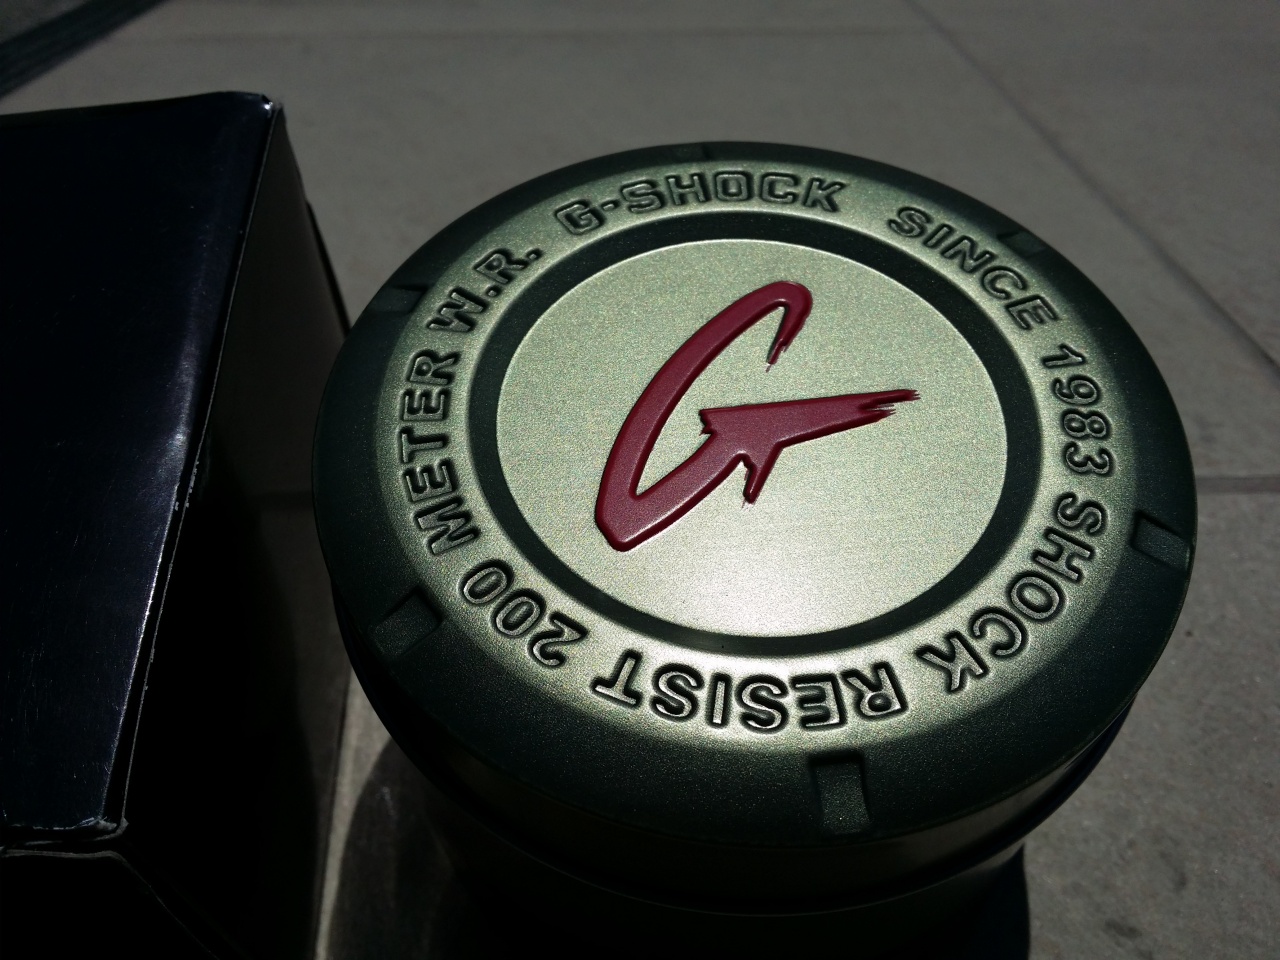 G-SHOCK SINCE 1983 SHOCK RESIST 200 METER W.R.
G